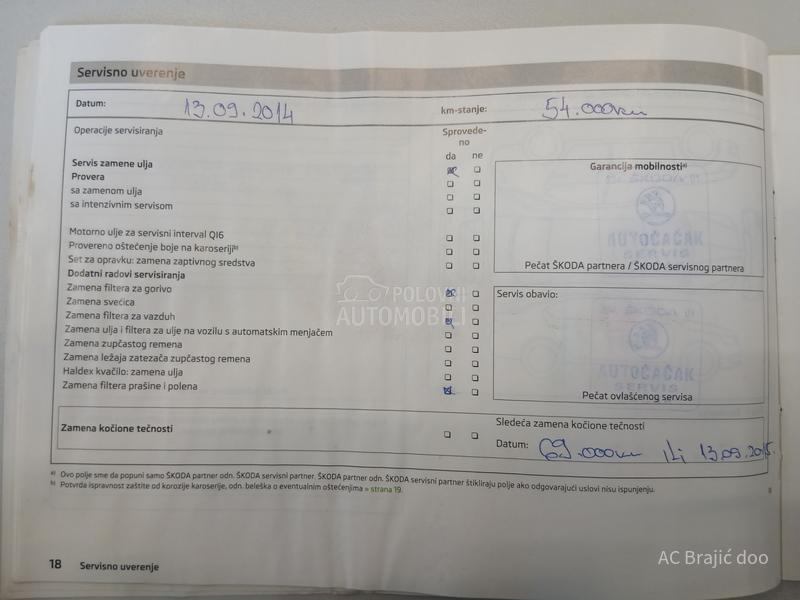 Servisno uverenje
Datum: 13.09.2014 km-stanje: 54.000km
Operacije servisiranja Sprovede-
no
da ne
Servis zamene ulja
Provera
sa zamenom ulja
sa intenzivnim servisom
Garancija mobilnosti a)
Motorno ulje za servisni interval QI6
Provereno oštećenje boje na karoseriji b)
Set za opravku: zamena zaptivnog sredstva
ŠKODA 01
AUTOČAČAK
SERVIS
Pečat ŠKODA partnera / ŠKODA servisnog partnera
Dodatni radovi servisiranja
Zamena filtera za gorivo
Zamena svećica
Zamena filtera za vazduh
Zamena ulja i filtera za ulje na vozilu s automatskim menjačem
Zamena zupčastog remena
Zamena ležaja zatezača zupčastog remena
Haldex kvačilo: zamena ulja
Zamena filtera prašine i polena
Servis obavio:
AUTOČAČAK
SERVIS
Pečat ovlašćenog servisa
POLOVNI
AUTOMOBILI
Zamena kočione tečnosti
Sledeća zamena kočione tečnosti
Datum: 69.000km ili 13.09.2015.
a) Ovo polje sme da popuni samo ŠKODA partner odn. ŠKODA servisni partner. ŠKODA partner odn. ŠKODA servisni partner štikliraju polje ako odgovarajući uslovi nisu ispunjenju.
b) Potvrda ispravnost zaštite od korozije karoserije, odn. beleška o eventualnim oštećenjima » strana 19.
18 Servisno uverenje
AC Brajić doo